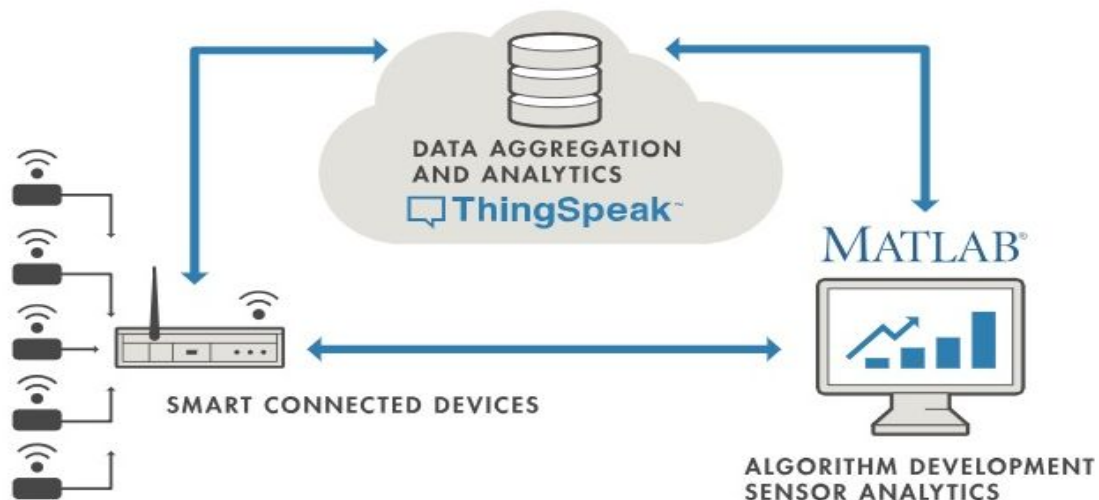 DATA AGGREGATION
AND ANALYTICS
ThingSpeak™
MATLAB®
SMART CONNECTED DEVICES
ALGORITHM DEVELOPMENT
SENSOR ANALYTICS